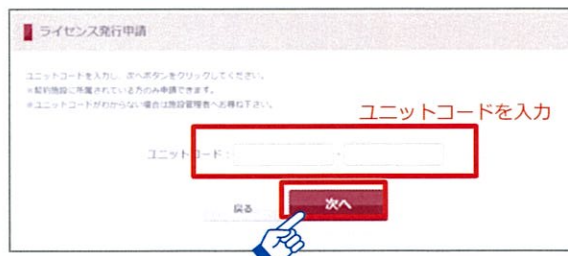 ライセンス発行申請
ユニットコードを入力し、次へボタンをクリックしてください。
※契約施設に所属されている方のみ申請できます。
※ユニットコードがわからない場合は施設管理者へお尋ね下さい。
ユニットコードを入力
ユニットコード： -
戻る 次へ